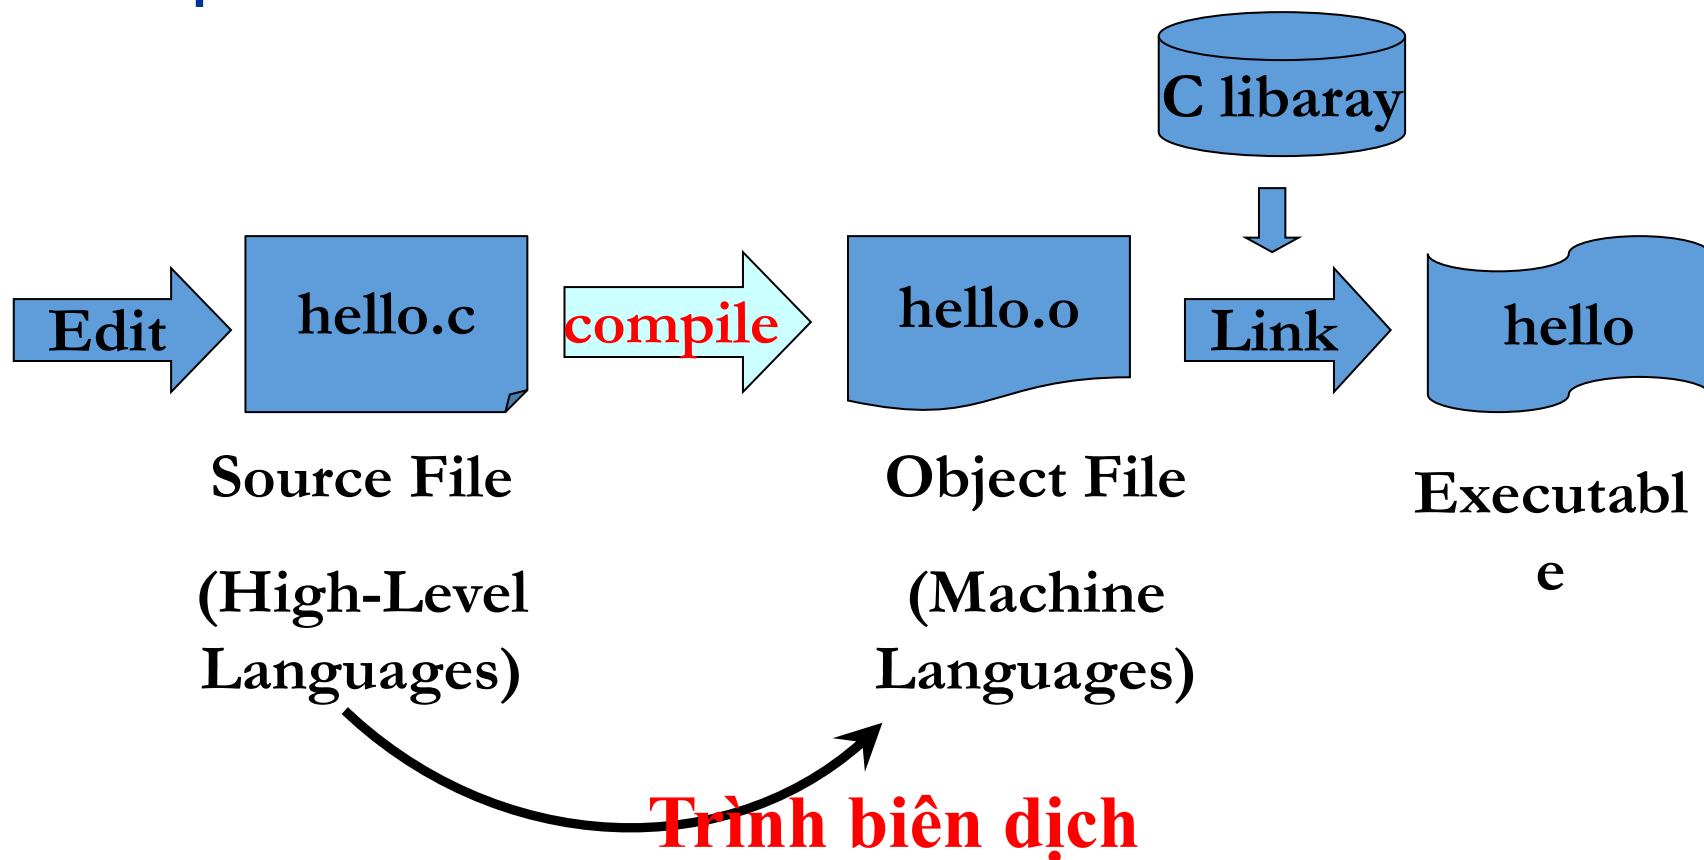 C libaray
Edit
hello.c
compile
hello.o
Link
hello
Source File
(High-Level
Languages)
Object File
(Machine
Languages)
Executabl
e
Trình biên dịch